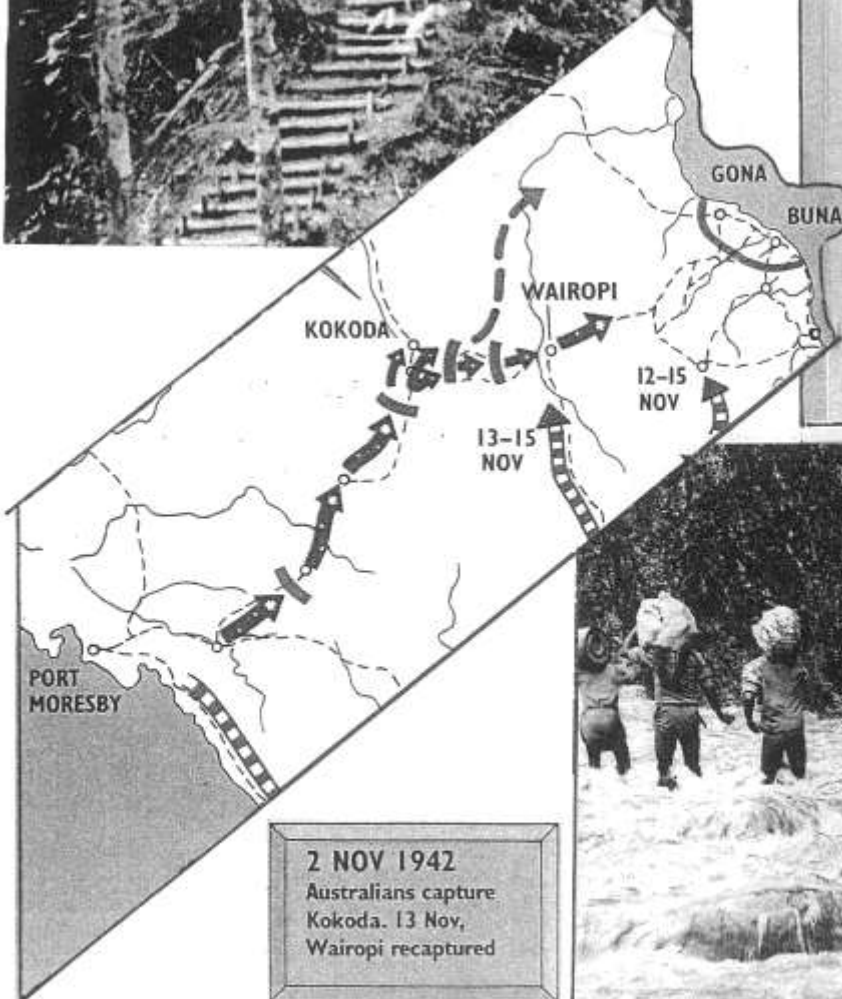 GONA
BUNA
WAIROPI
KOKODA
12–15
NOV
13–15
NOV
PORT
MORESBY
2 NOV 1942
Australians capture
Kokoda. 13 Nov,
Wairopi recaptured